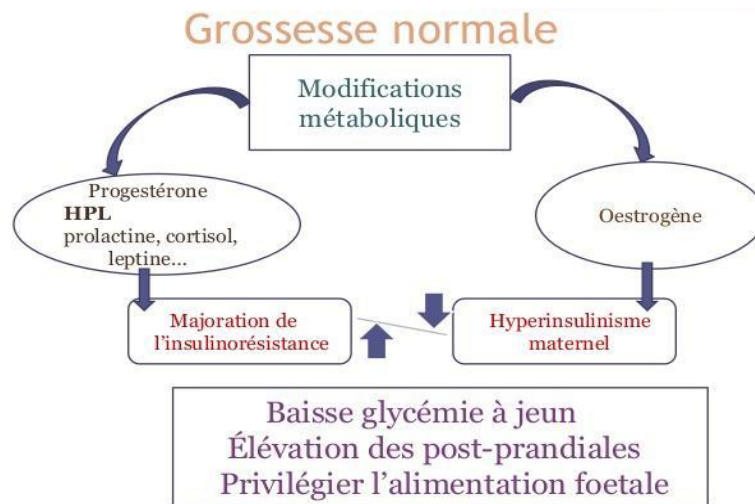 Grossesse normale
Modifications
métaboliques
Progestérone
HPL
prolactine, cortisol,
leptine...
Oestrogène
Majoration de
l'insulinorésistance
Hyperinsulinisme
maternel
Baisse glycémie à jeun
Élévation des post-prandiales
Privilégier l'alimentation foetale